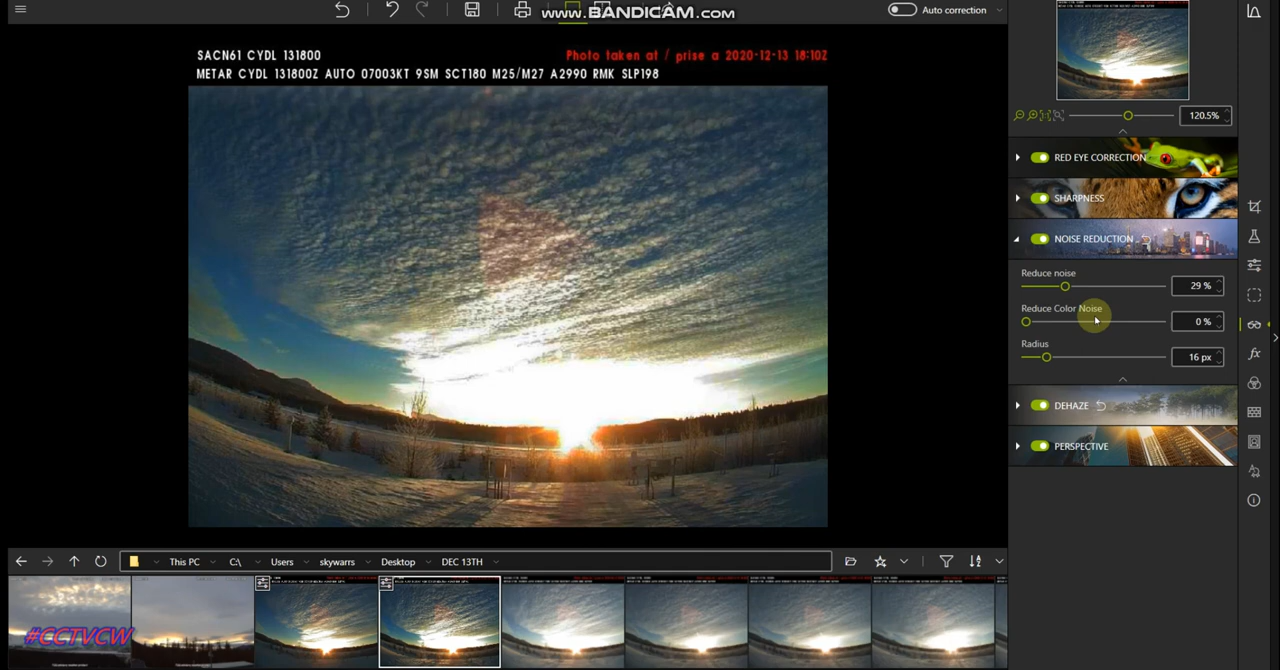 www.BANDICAM.com
Auto correction
SACN61 CYDL 131800
Photo taken at / prise a 2020-12-13 18:10Z
METAR CYDL 131800Z AUTO 07003KT 9SM SCT180 M25/M27 A2990 RMK SLP198
120.5%
RED EYE CORRECTION
SHARPNESS
NOISE REDUCTION
Reduce noise
29 %
Reduce Color Noise
0 %
Radius
16 px
DEHAZE
PERSPECTIVE
This PC
C:\
Users
skywarrs
Desktop
DEC 13TH
#CCTVCW